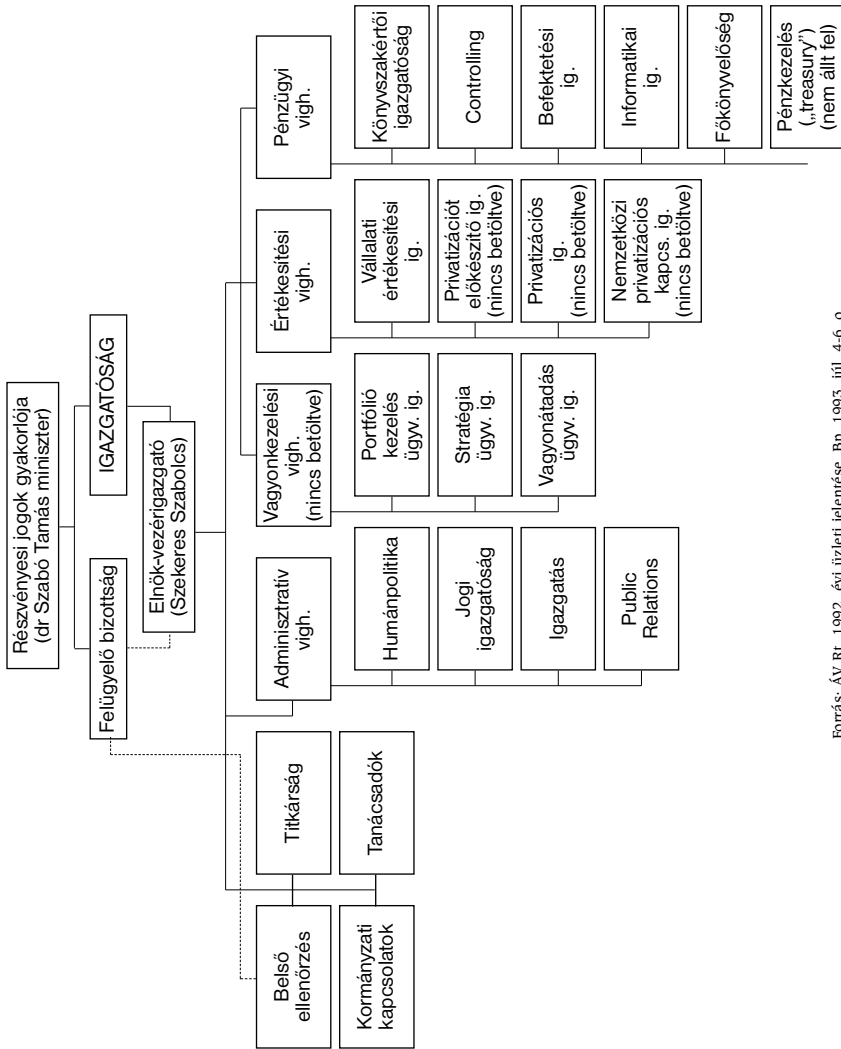 Részvényesi jogok gyakorlója
(dr Szabó Tamás miniszter)
Felügyelő bizottság
IGAZGATÓSÁG
Elnök-vezérigazgató
(Szekeres Szabolcs)
Belső
ellenőrzés
Titkárság
Kormányzati
kapcsolatok
Tanácsadók
Adminisztratív
vigh.
Humánpolitika
Jogi
igazgatóság
Igazgatás
Public
Relations
Vagyonkezelési
vigh.
(nincs betöltve)
Portfólió
kezelés
ügyv. ig.
Stratégia
ügyv. ig.
Vagyonátadás
ügyv. ig.
Értékesítési
vigh.
Vállalati
értékesítési
ig.
Privatizációt
előkészítő ig.
(nincs betöltve)
Privatizációs
ig.
(nincs betöltve)
Nemzetközi
privatizációs
kapcs. ig.
(nincs betöltve)
Pénzügyi
vigh.
Könyvszakértői
igazgatóság
Controlling
Befektetési
ig.
Informatikai
ig.
Főkönyvelőség
Pénzkezelés
(„treasury”)
(nem állt fel)
Forrás: ÁV Rt. 1992. évi üzleti jelentése. Bp. 1993. júl. 4-6. o.